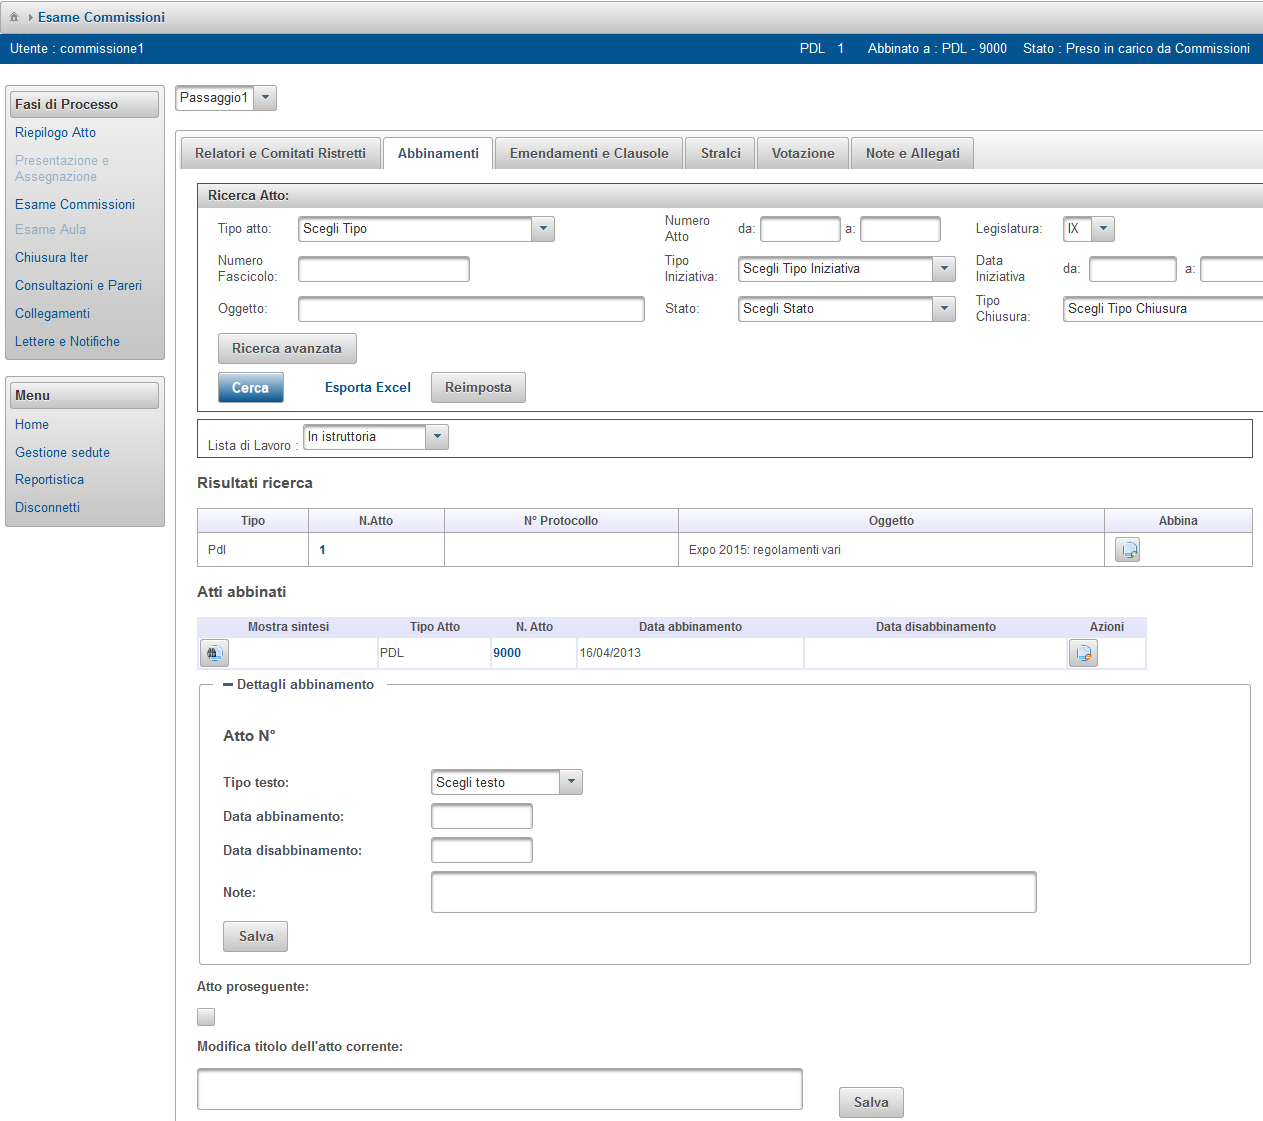 Esame Commissioni
Utente : commissione1
PDL 1 Abbinato a : PDL - 9000 Stato : Preso in carico da Commissioni
Fasi di Processo
Riepilogo Atto
Presentazione e
Assegnazione
Esame Commissioni
Esame Aula
Chiusura Iter
Consultazioni e Pareri
Collegamenti
Lettere e Notifiche
Menu
Home
Gestione sedute
Reportistica
Disconnetti
Passaggio1
Relatori e Comitati Ristretti Abbinamenti Emendamenti e Clausole Stralci Votazione Note e Allegati
Ricerca Atto:
Tipo atto: Scegli Tipo Numero Atto da: a: Legislatura: IX
Numero Fascicolo: Tipo Iniziativa: Scegli Tipo Iniziativa Data Iniziativa da: a:
Oggetto: Stato: Scegli Stato Tipo Chiusura: Scegli Tipo Chiusura
Ricerca avanzata
Cerca Esporta Excel Reimposta
Lista di Lavoro : In istruttoria
Risultati ricerca
Tipo N.Atto N° Protocollo Oggetto Abbina
Pdl 1 Expo 2015: regolamenti vari
Atti abbinati
Mostra sintesi Tipo Atto N. Atto Data abbinamento Data disabbinamento Azioni
PDL 9000 16/04/2013
Dettagli abbinamento
Atto N°
Tipo testo: Scegli testo
Data abbinamento:
Data disabbinamento:
Note:
Salva
Atto proseguente:
Modifica titolo dell'atto corrente:
Salva